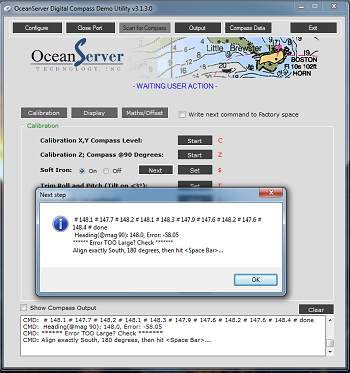 OceanServer Digital Compass Demo Utility v3.1.3.0
Configure Close Port Scan for Compass Output Compass Data Exit
OceanServer
TECHNOLOGY, INC
Little Brewster I
BOSTON
Fl 10s 102ft
HORN
- WAITING USER ACTION -
Calibration Display Maths/Offset Write next command to Factory space
Calibration
Calibration X,Y Compass Level: Start C
Calibration Z; Compass @90 Degrees: Start Z
Soft Iron: On Off Next Set $
Trim Roll and Pitch (Tilt on <3°): Start T
Next step
# 148.1 # 147.7 # 148.2 # 148.1 # 148.3 # 147.9 # 147.6 # 148.2 # 147.6 #
148.4 # done
Heading(@mag 90): 148.0, Error: -58.05
****** Error TOO Large? Check *******
Align exactly South, 180 degrees, then hit <Space Bar>...
OK
Show Compass Output Clear
CMD: # 148.1 # 147.7 # 148.2 # 148.1 # 148.3 # 147.9 # 147.6 # 148.2 # 147.6 # 148.4 # done
CMD: Heading(@mag 90): 148.0, Error: -58.05
CMD: ****** Error TOO Large? Check *******
CMD: Align exactly South, 180 degrees, then hit <Space Bar>...